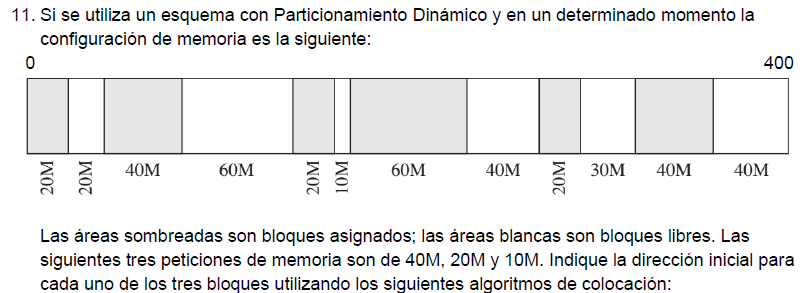 11. Si se utiliza un esquema con Particionamiento Dinámico y en un determinado momento la
configuración de memoria es la siguiente:
0 400
20M 20M 40M 60M 20M 10M 60M 40M 20M 30M 40M 40M
Las áreas sombreadas son bloques asignados; las áreas blancas son bloques libres. Las
siguientes tres peticiones de memoria son de 40M, 20M y 10M. Indique la dirección inicial para
cada uno de los tres bloques utilizando los siguientes algoritmos de colocación: